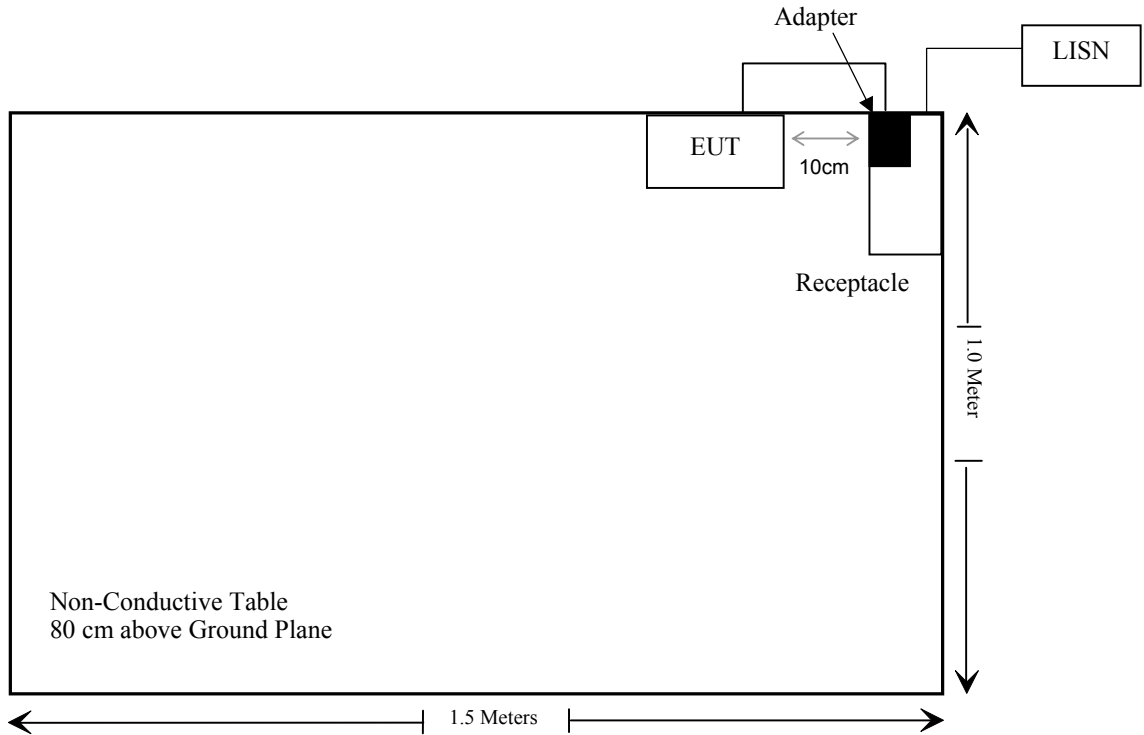 Adapter
LISN
EUT
10cm
Receptacle
1.0 Meter
Non-Conductive Table
80 cm above Ground Plane
1.5 Meters